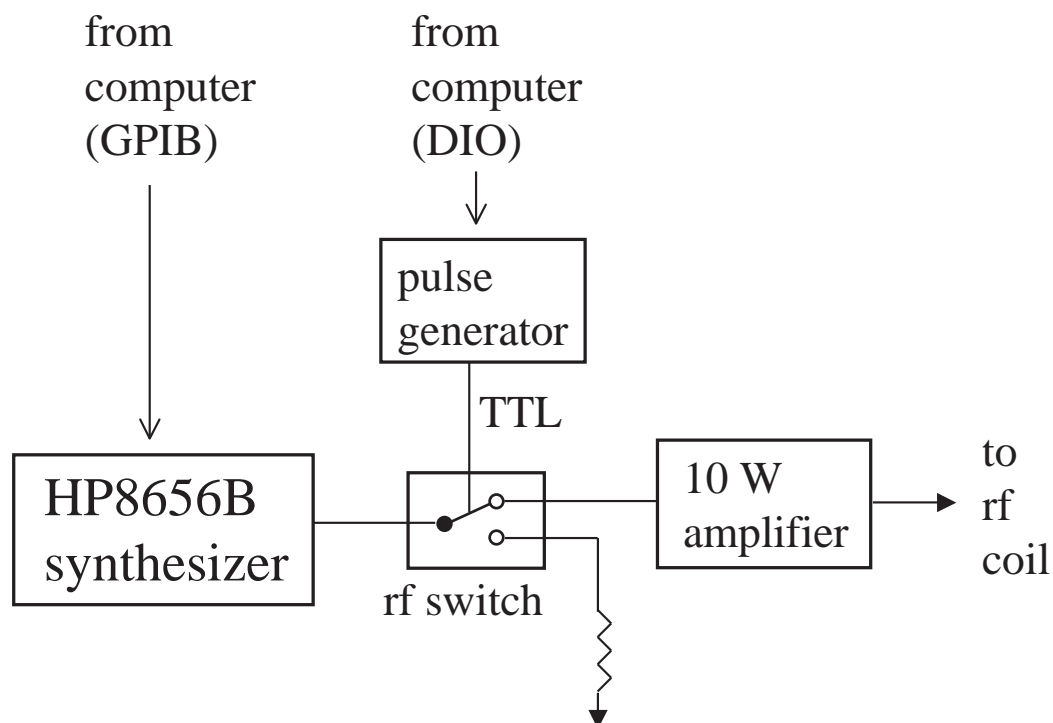 from
computer
(GPIB)
from
computer
(DIO)
pulse
generator
TTL
HP8656B
synthesizer
rf switch
10 W
amplifier
to
rf
coil